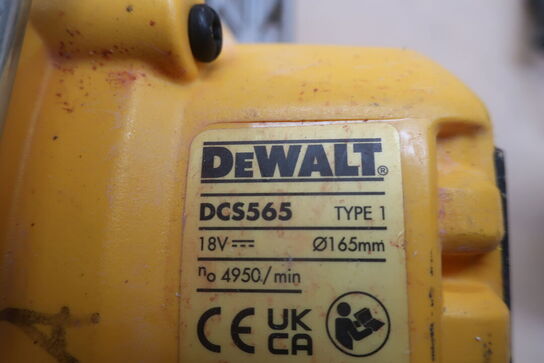 DEWALT®
DCS565 TYPE 1
18V⎓ Ø165mm
n₀ 4950/min
CE UK
CA